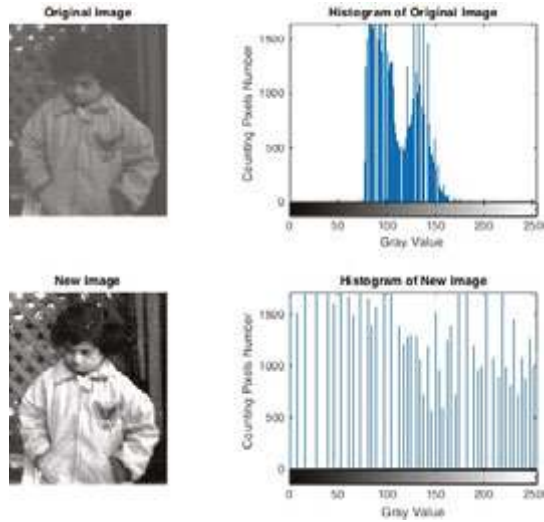 Original Image
Histogram of Original Image
Counting Pixels Number
1500
1000
500
0
0 50 100 150 200 250
Gray Value
New Image
Histogram of New Image
Counting Pixels Number
1500
1000
500
0
0 50 100 150 200 250
Gray Value